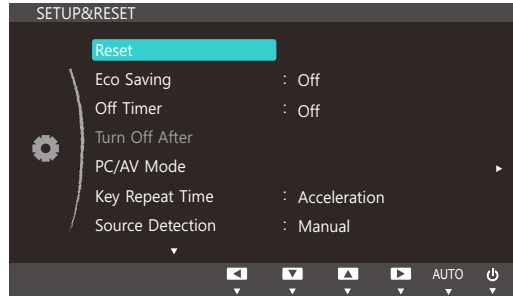 SETUP&RESET
Reset
Eco Saving : Off
Off Timer : Off
Turn Off After
PC/AV Mode
Key Repeat Time : Acceleration
Source Detection : Manual
AUTO